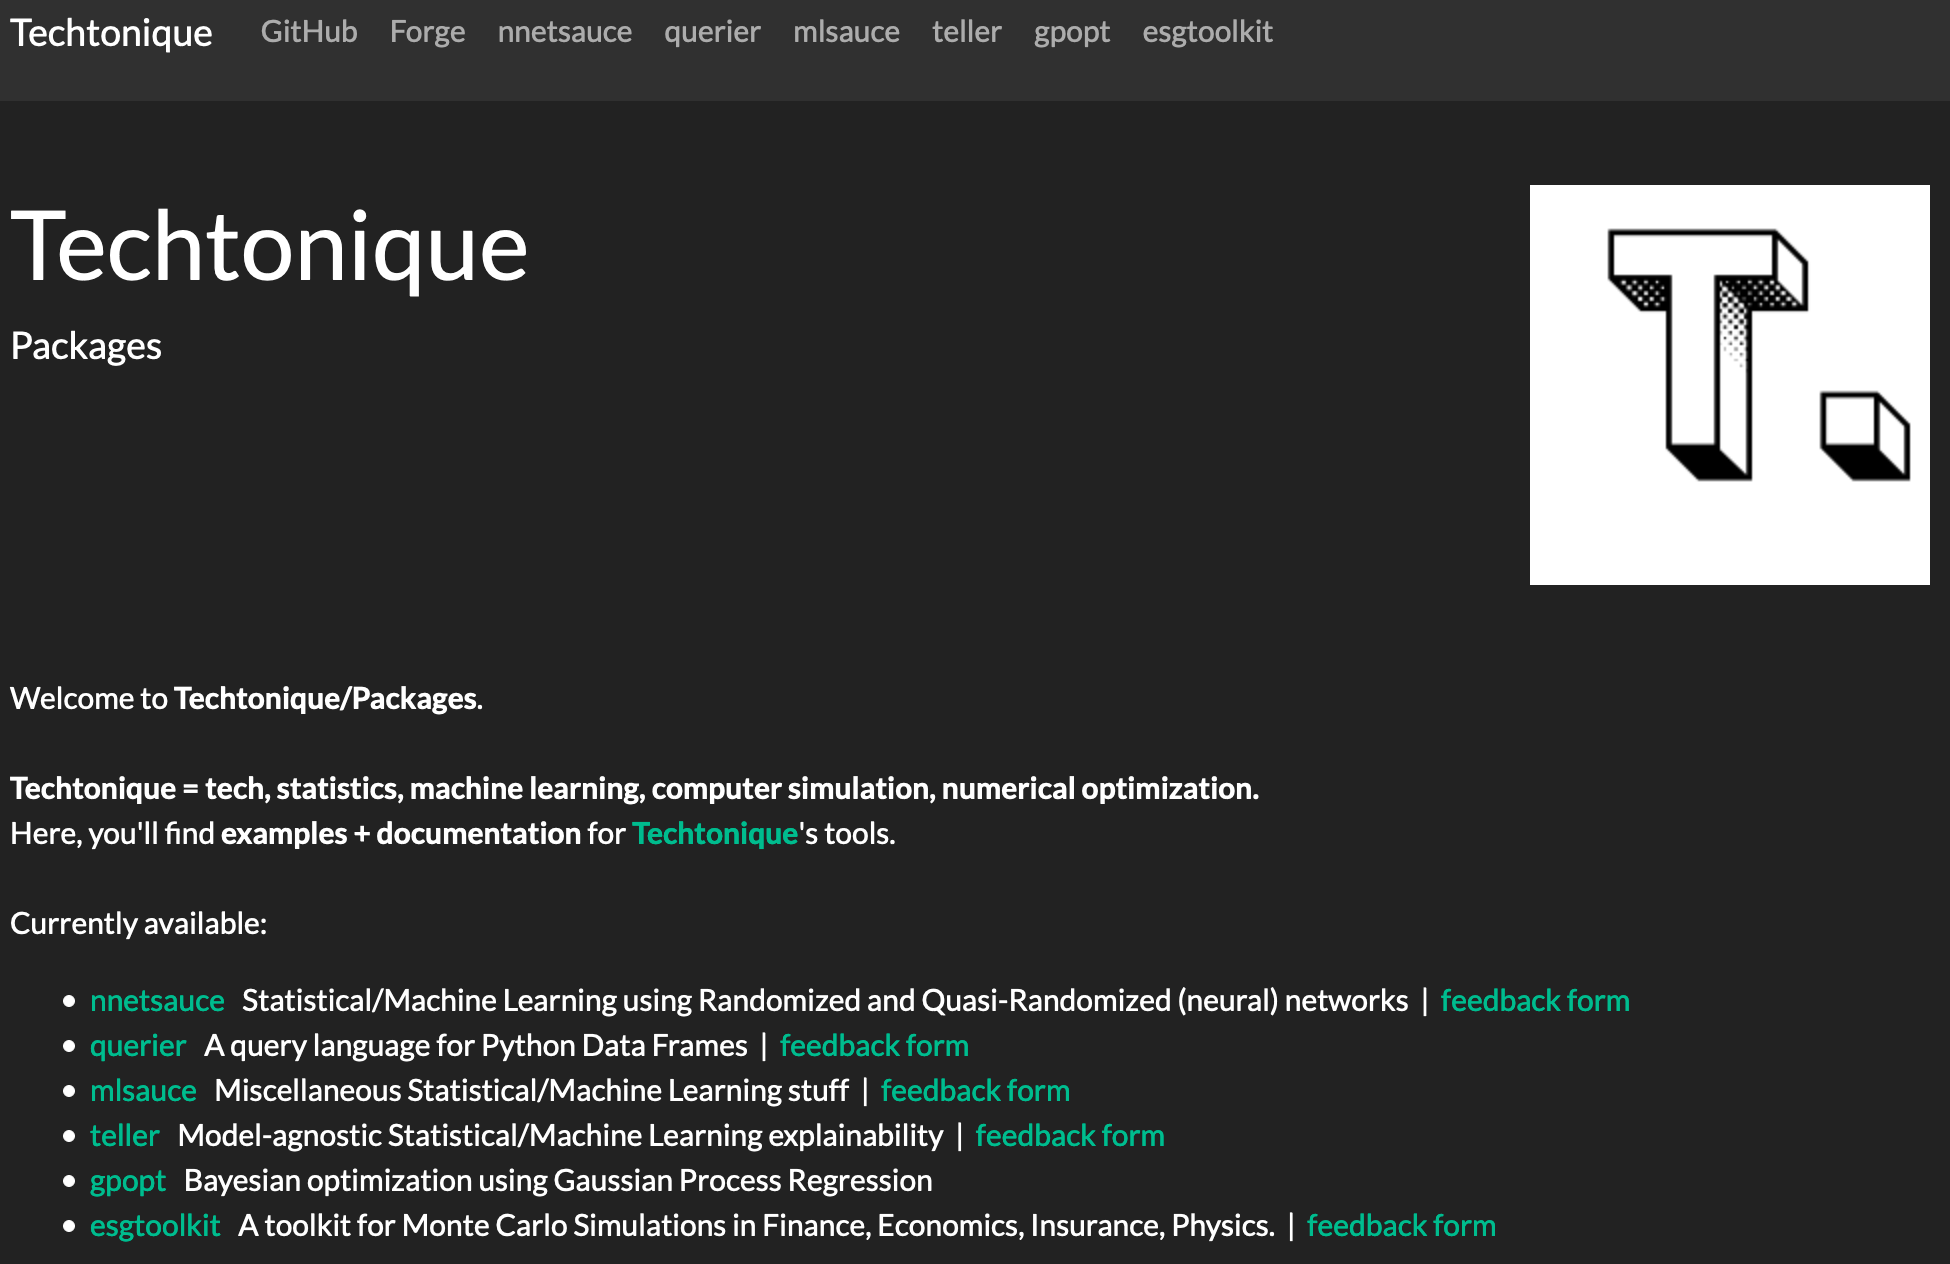 Techtonique GitHub Forge nnetsauce querier mlsauce teller gpopt esgtoolkit
Techtonique
Packages
T.
Welcome to Techtonique/Packages.
Techtonique = tech, statistics, machine learning, computer simulation, numerical optimization.
Here, you'll find examples + documentation for Techtonique's tools.
Currently available:
• nnetsauce Statistical/Machine Learning using Randomized and Quasi-Randomized (neural) networks | feedback form
• querier A query language for Python Data Frames | feedback form
• mlsauce Miscellaneous Statistical/Machine Learning stuff | feedback form
• teller Model-agnostic Statistical/Machine Learning explainability | feedback form
• gpopt Bayesian optimization using Gaussian Process Regression
• esgtoolkit A toolkit for Monte Carlo Simulations in Finance, Economics, Insurance, Physics. | feedback form